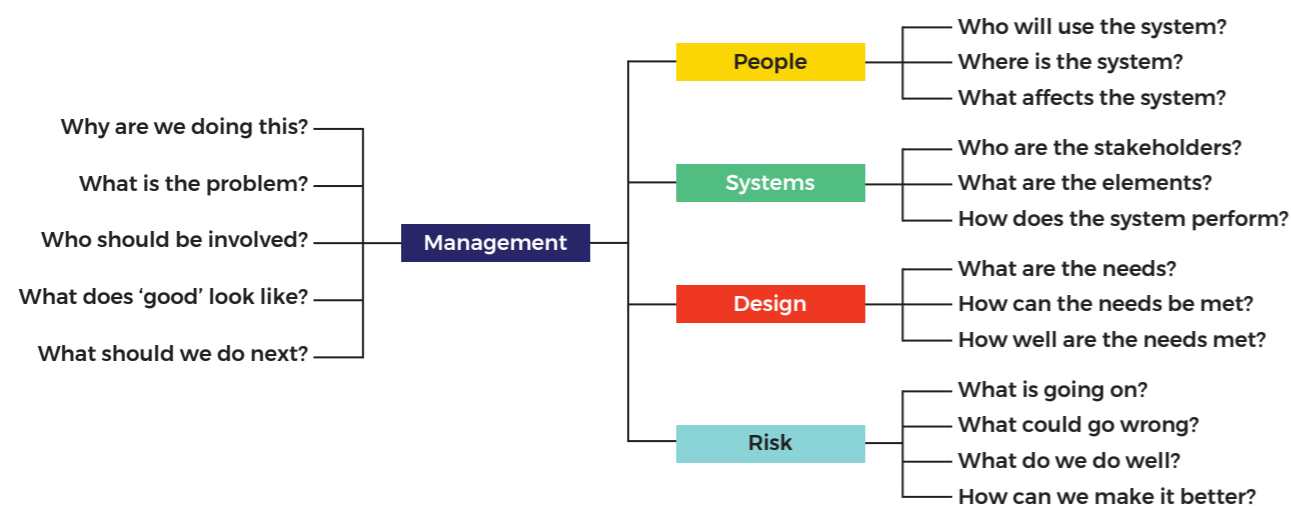 Why are we doing this?
What is the problem?
Who should be involved?
What does ‘good’ look like?
What should we do next?
Management
People
Who will use the system?
Where is the system?
What affects the system?
Systems
Who are the stakeholders?
What are the elements?
How does the system perform?
Design
What are the needs?
How can the needs be met?
How well are the needs met?
Risk
What is going on?
What could go wrong?
What do we do well?
How can we make it better?